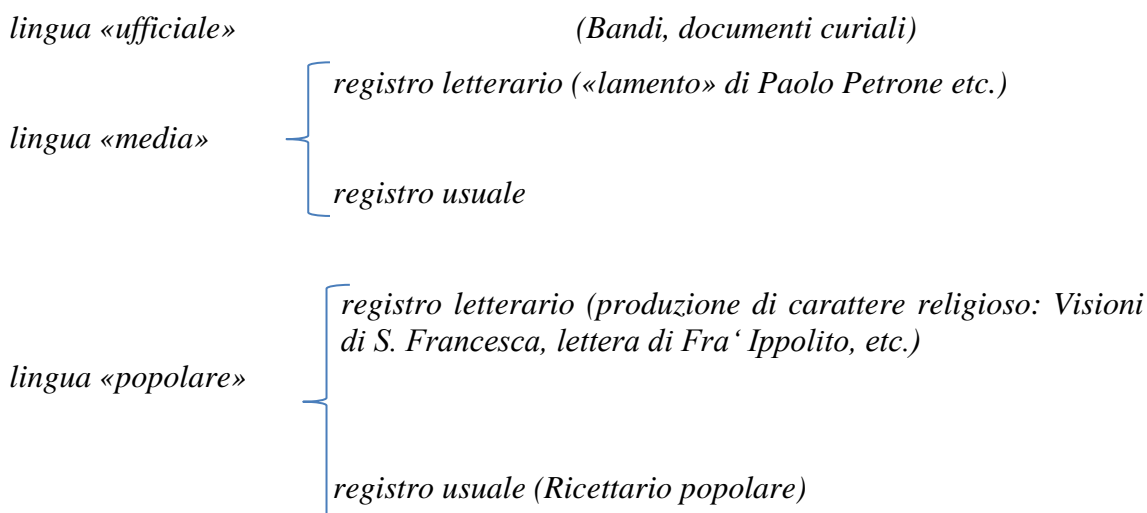 lingua «ufficiale» (Bandi, documenti curiali)
registro letterario («lamento» di Paolo Petrone etc.)
lingua «media»
registro usuale
registro letterario (produzione di carattere religioso: Visioni
di S. Francesca, lettera di Fra‘ Ippolito, etc.)
lingua «popolare»
registro usuale (Ricettario popolare)